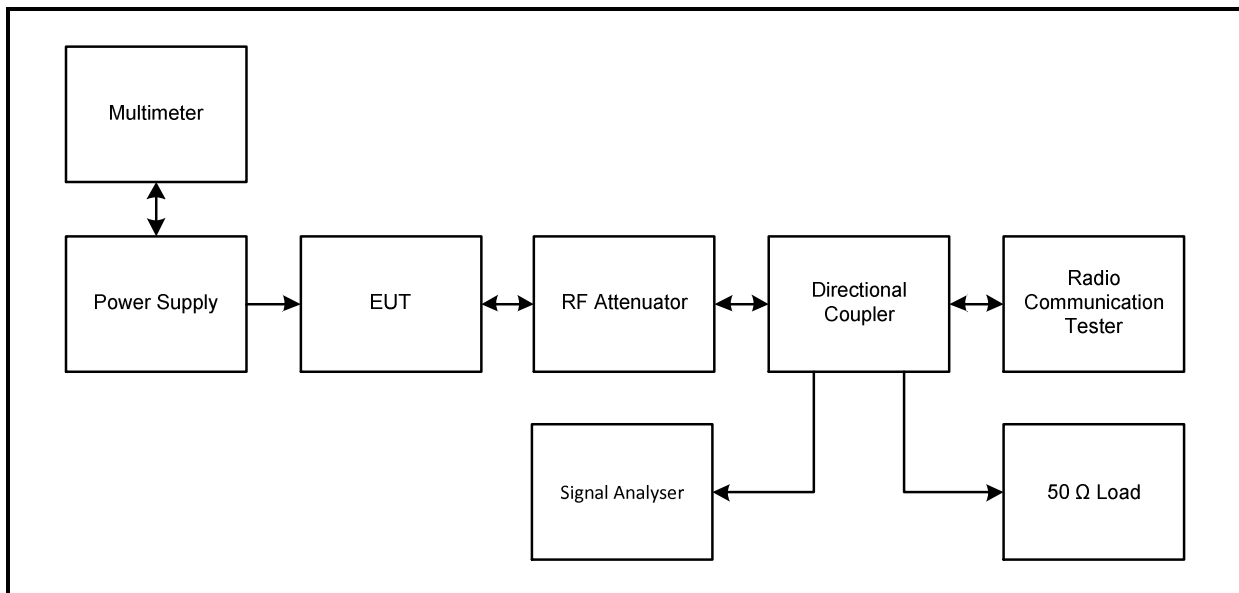 Multimeter
Power Supply
EUT
RF Attenuator
Directional
Coupler
Radio
Communication
Tester
Signal Analyser
50 Ω Load